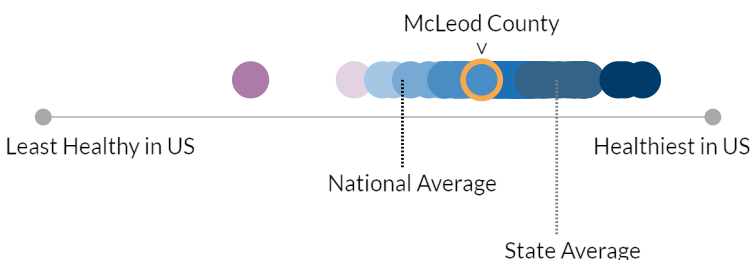 McLeod County
Least Healthy in US
Healthiest in US
National Average
State Average